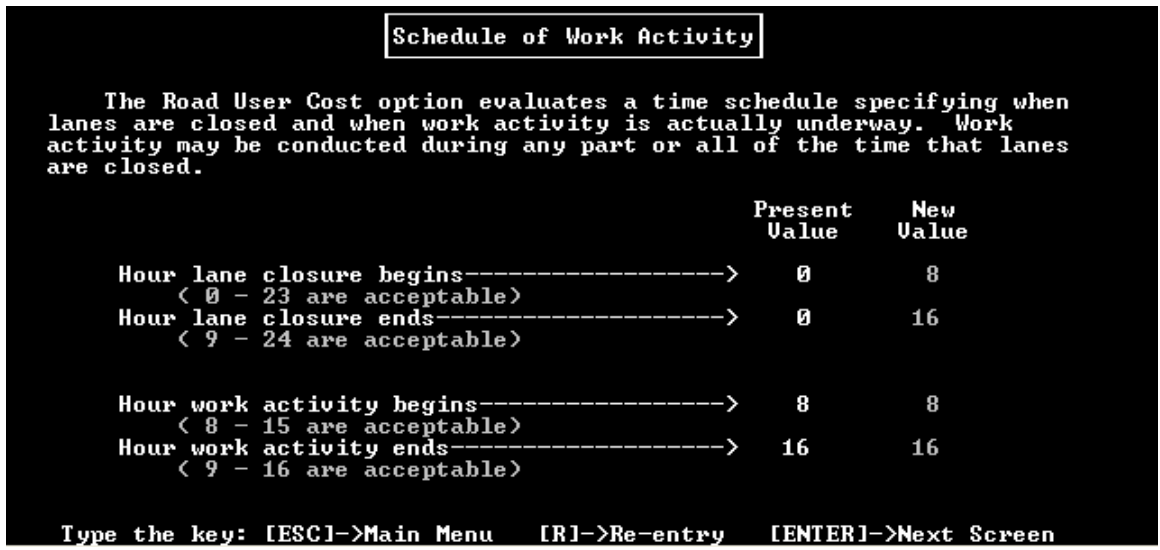 Schedule of Work Activity
The Road User Cost option evaluates a time schedule specifying when
lanes are closed and when work activity is actually underway.  Work
activity may be conducted during any part or all of the time that lanes
are closed.
Present New
Value Value
Hour lane closure begins------------------> 0 8
( 0 - 23 are acceptable)
Hour lane closure ends--------------------> 0 16
( 9 - 24 are acceptable)
Hour work activity begins-----------------> 8 8
( 8 - 15 are acceptable)
Hour work activity ends-------------------> 16 16
( 9 - 16 are acceptable)
Type the key: [ESC]->Main Menu [R]->Re-entry [ENTER]->Next Screen